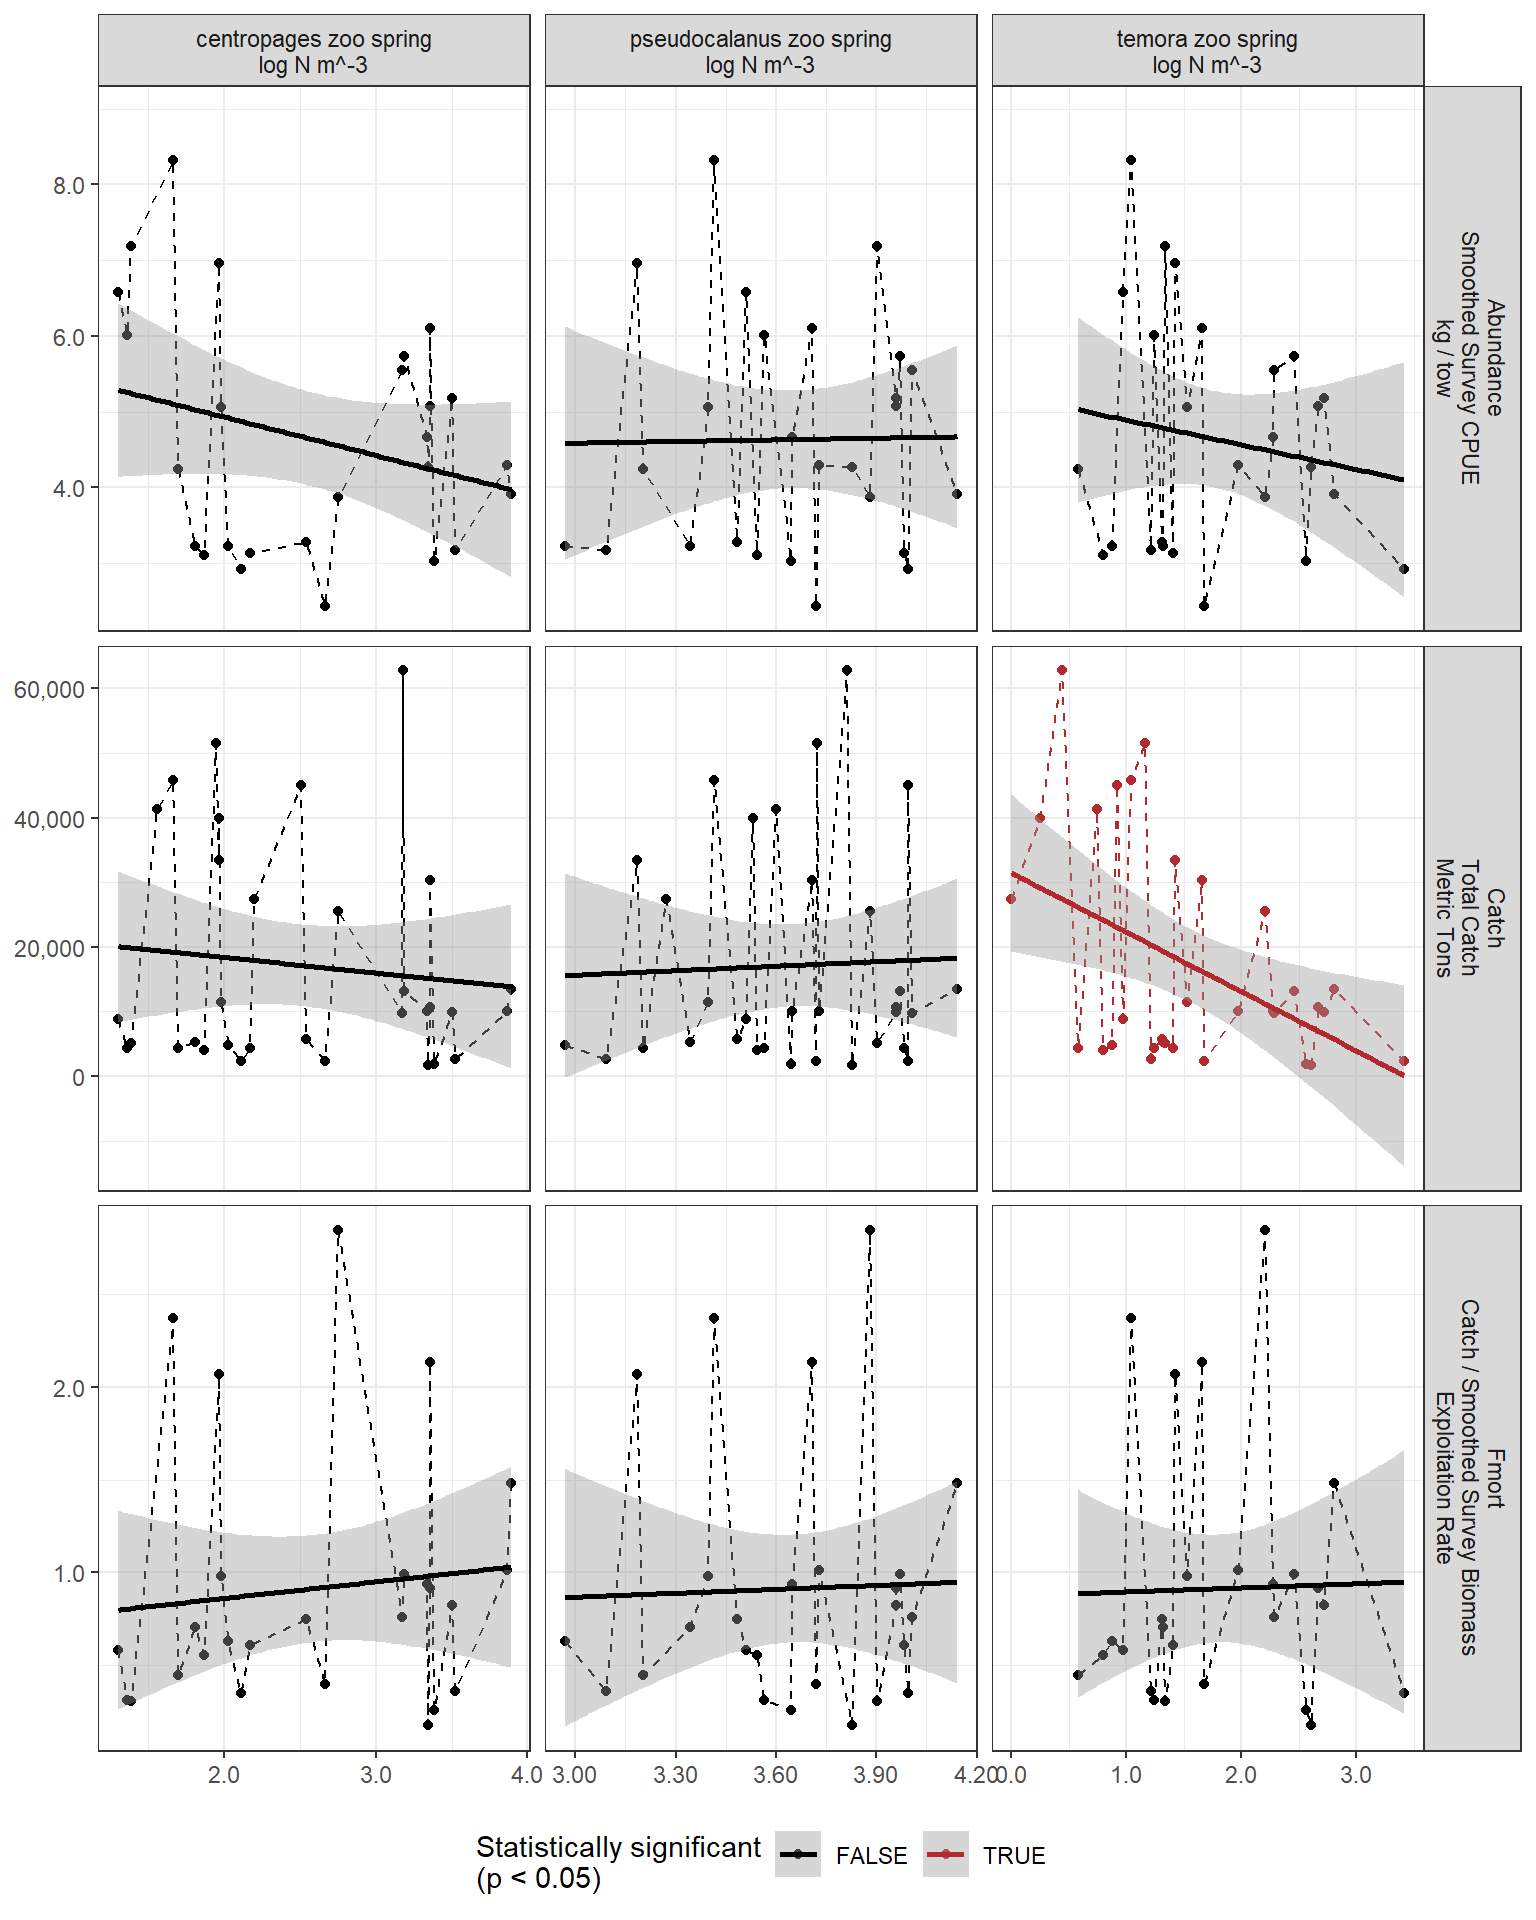 centropages zoo spring
log N m^-3
pseudocalanus zoo spring
log N m^-3
temora zoo spring
log N m^-3
8.0
6.0
4.0
Abundance
Smoothed Survey CPUE
kg / tow
60,000
40,000
20,000
0
Catch
Total Catch
Metric Tons
2.0
1.0
Fmort
Catch / Smoothed Survey Biomass
Exploitation Rate
2.0
3.0
4.0
3.00
3.30
3.60
3.90
4.20
0.0
1.0
2.0
3.0
Statistically significant
(p < 0.05)
FALSE
TRUE